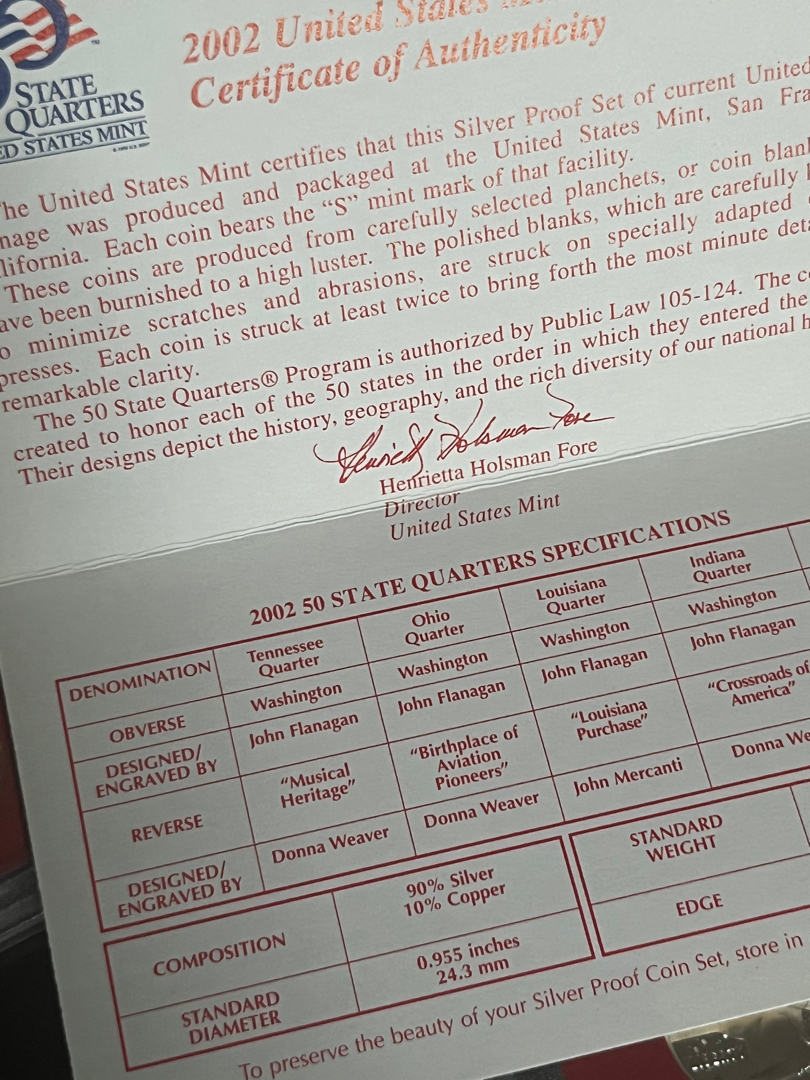 STATE
QUARTERS
ED STATES MINT
2002 United States
Certificate of Authenticity
he United States Mint certifies that this Silver Proof Set of current United
nage was produced and packaged at the United States Mint, San Fra
lifornia. Each coin bears the “S” mint mark of that facility.
These coins are produced from carefully selected planchets, or coin blan
ave been burnished to a high luster. The polished blanks, which are carefully
o minimize scratches and abrasions, are struck on specially adapted
presses. Each coin is struck at least twice to bring forth the most minute deta
remarkable clarity.
The 50 State Quarters® Program is authorized by Public Law 105-124. The c
created to honor each of the 50 states in the order in which they entered the
Their designs depict the history, geography, and the rich diversity of our national h
Henrietta Holsman Fore
Henrietta Holsman Fore
Director
United States Mint
2002 50 STATE QUARTERS SPECIFICATIONS
DENOMINATION
Tennessee
Quarter
Ohio
Quarter
Louisiana
Quarter
Indiana
Quarter
OBVERSE
Washington
Washington
Washington
Washington
DESIGNED/
ENGRAVED BY
John Flanagan
John Flanagan
John Flanagan
John Flanagan
REVERSE
“Musical
Heritage”
“Birthplace of
Aviation
Pioneers”
“Louisiana
Purchase”
“Crossroads of
America”
DESIGNED/
ENGRAVED BY
Donna Weaver
Donna Weaver
John Mercanti
Donna We
COMPOSITION
90% Silver
10% Copper
STANDARD
WEIGHT
STANDARD
DIAMETER
0.955 inches
24.3 mm
EDGE
To preserve the beauty of your Silver Proof Coin Set, store in